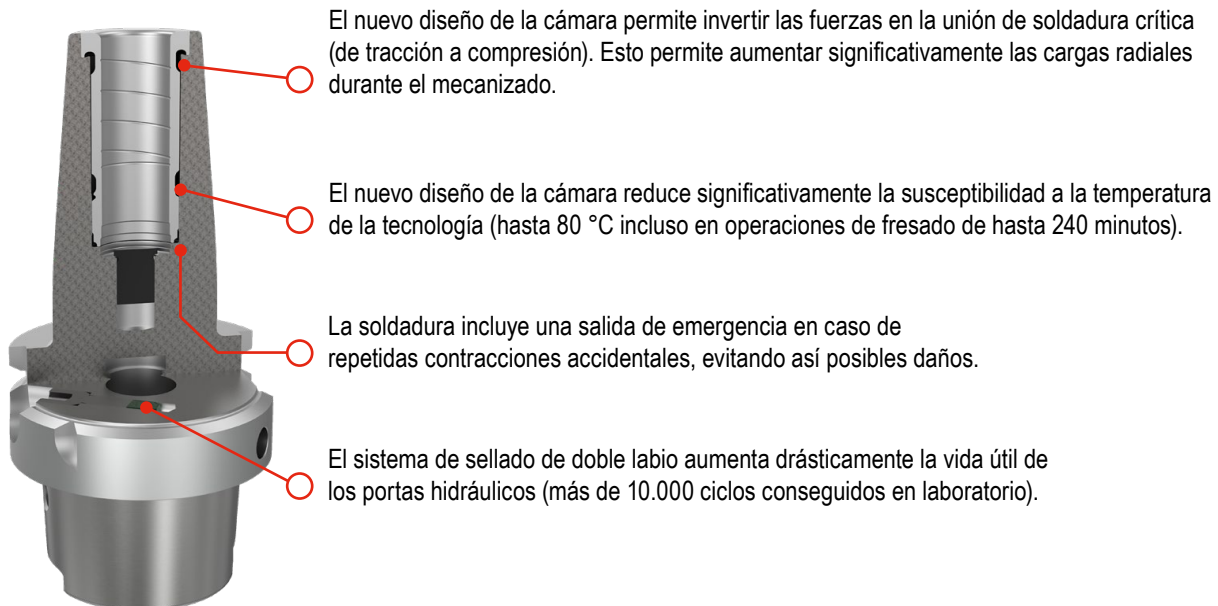 El nuevo diseño de la cámara permite invertir las fuerzas en la unión de soldadura crítica
(de tracción a compresión). Esto permite aumentar significativamente las cargas radiales
durante el mecanizado.
El nuevo diseño de la cámara reduce significativamente la susceptibilidad a la temperatura
de la tecnología (hasta 80 °C incluso en operaciones de fresado de hasta 240 minutos).
La soldadura incluye una salida de emergencia en caso de
repetidas contracciones accidentales, evitando así posibles daños.
El sistema de sellado de doble labio aumenta drásticamente la vida útil de
los portas hidráulicos (más de 10.000 ciclos conseguidos en laboratorio).